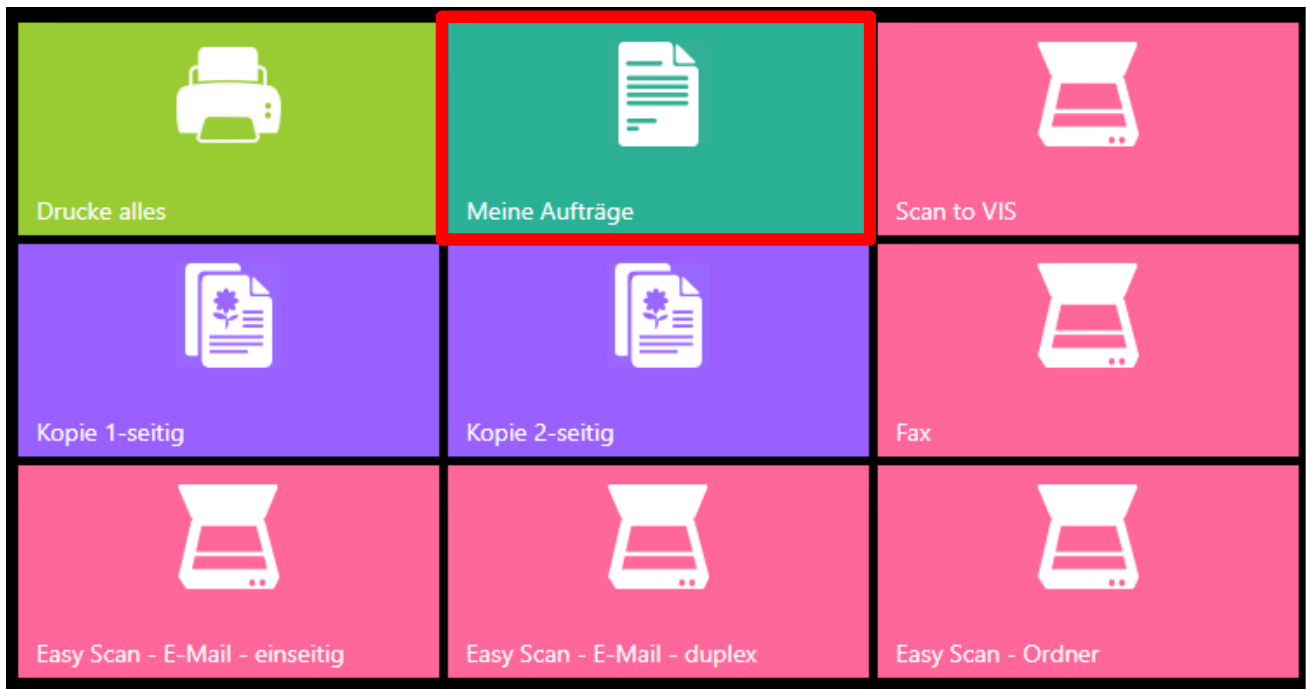 Drucke alles
Meine Aufträge
Scan to VIS
Kopie 1-seitig
Kopie 2-seitig
Fax
Easy Scan - E-Mail - einseitig
Easy Scan - E-Mail - duplex
Easy Scan - Ordner